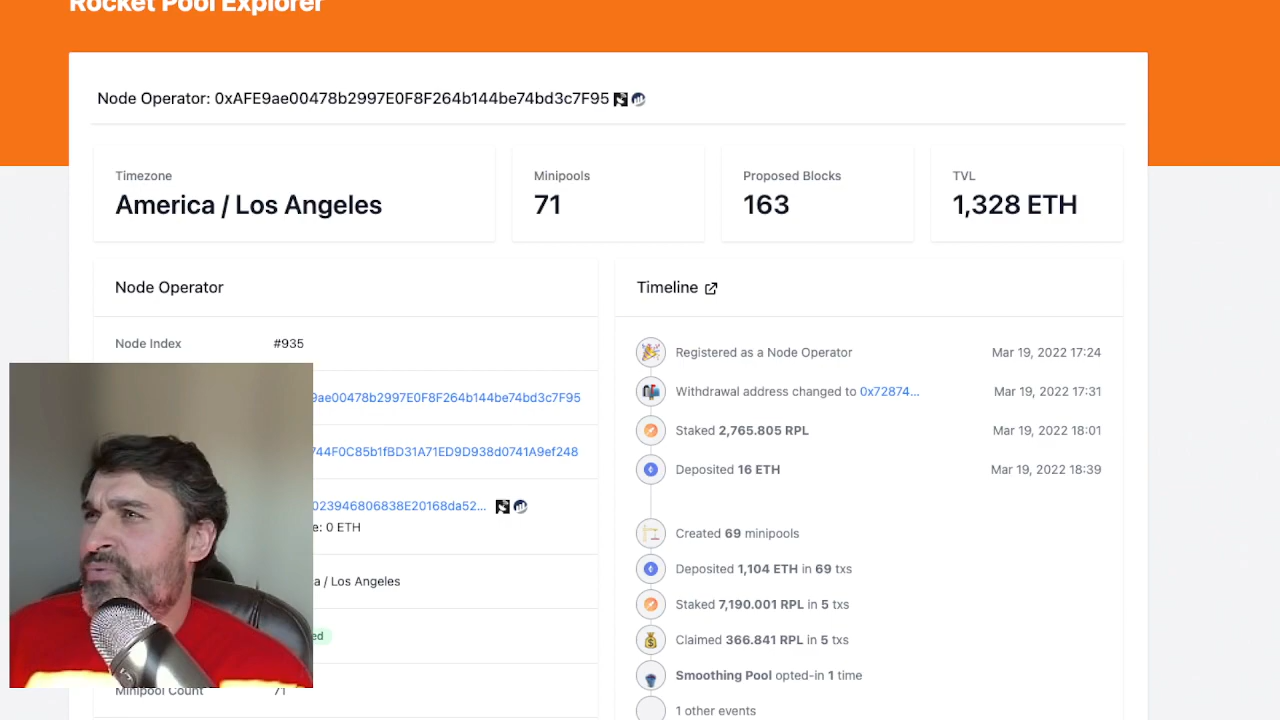 Rocket Pool Explorer
Node Operator: 0xAFE9ae00478b2997E0F8F264b144be74bd3c7F95
Timezone
America / Los Angeles
Minipools
71
Proposed Blocks
163
TVL
1,328 ETH
Node Operator
Node Index #935
9ae00478b2997E0F8F264b144be74bd3c7F95
744F0C85b1fBD31A71ED9D938d0741A9ef248
023946806838E20168da52...
e: 0 ETH
a / Los Angeles
ed
Minipool Count 71
Timeline
Registered as a Node Operator Mar 19, 2022 17:24
Withdrawal address changed to 0x72874... Mar 19, 2022 17:31
Staked 2,765.805 RPL Mar 19, 2022 18:01
Deposited 16 ETH Mar 19, 2022 18:39
Created 69 minipools
Deposited 1,104 ETH in 69 txs
Staked 7,190.001 RPL in 5 txs
Claimed 366.841 RPL in 5 txs
Smoothing Pool opted-in 1 time
1 other events